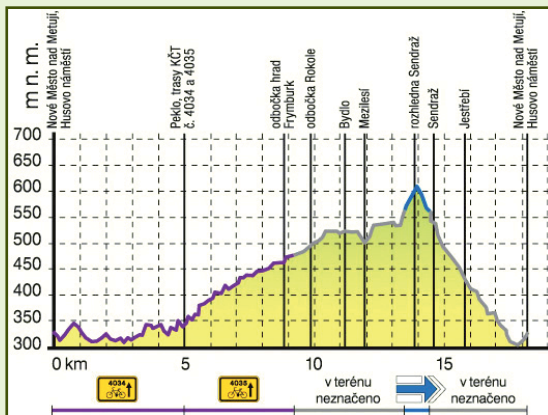 m n. m.
Nové Město nad Metují,
Husovo náměstí
Peklo, trasy KČT
č. 4034 a 4035
odbočka hrad
Frymburk
odbočka Rokole
Bydlo
Mezilesí
rozhledna Sendraž
Sendraž
Jestřebí
Nové Město nad Metují,
Husovo náměstí
700
650
600
550
500
450
400
350
300
0 km
5
10
15
4034
4035
v terénu
neznačeno
v terénu
neznačeno